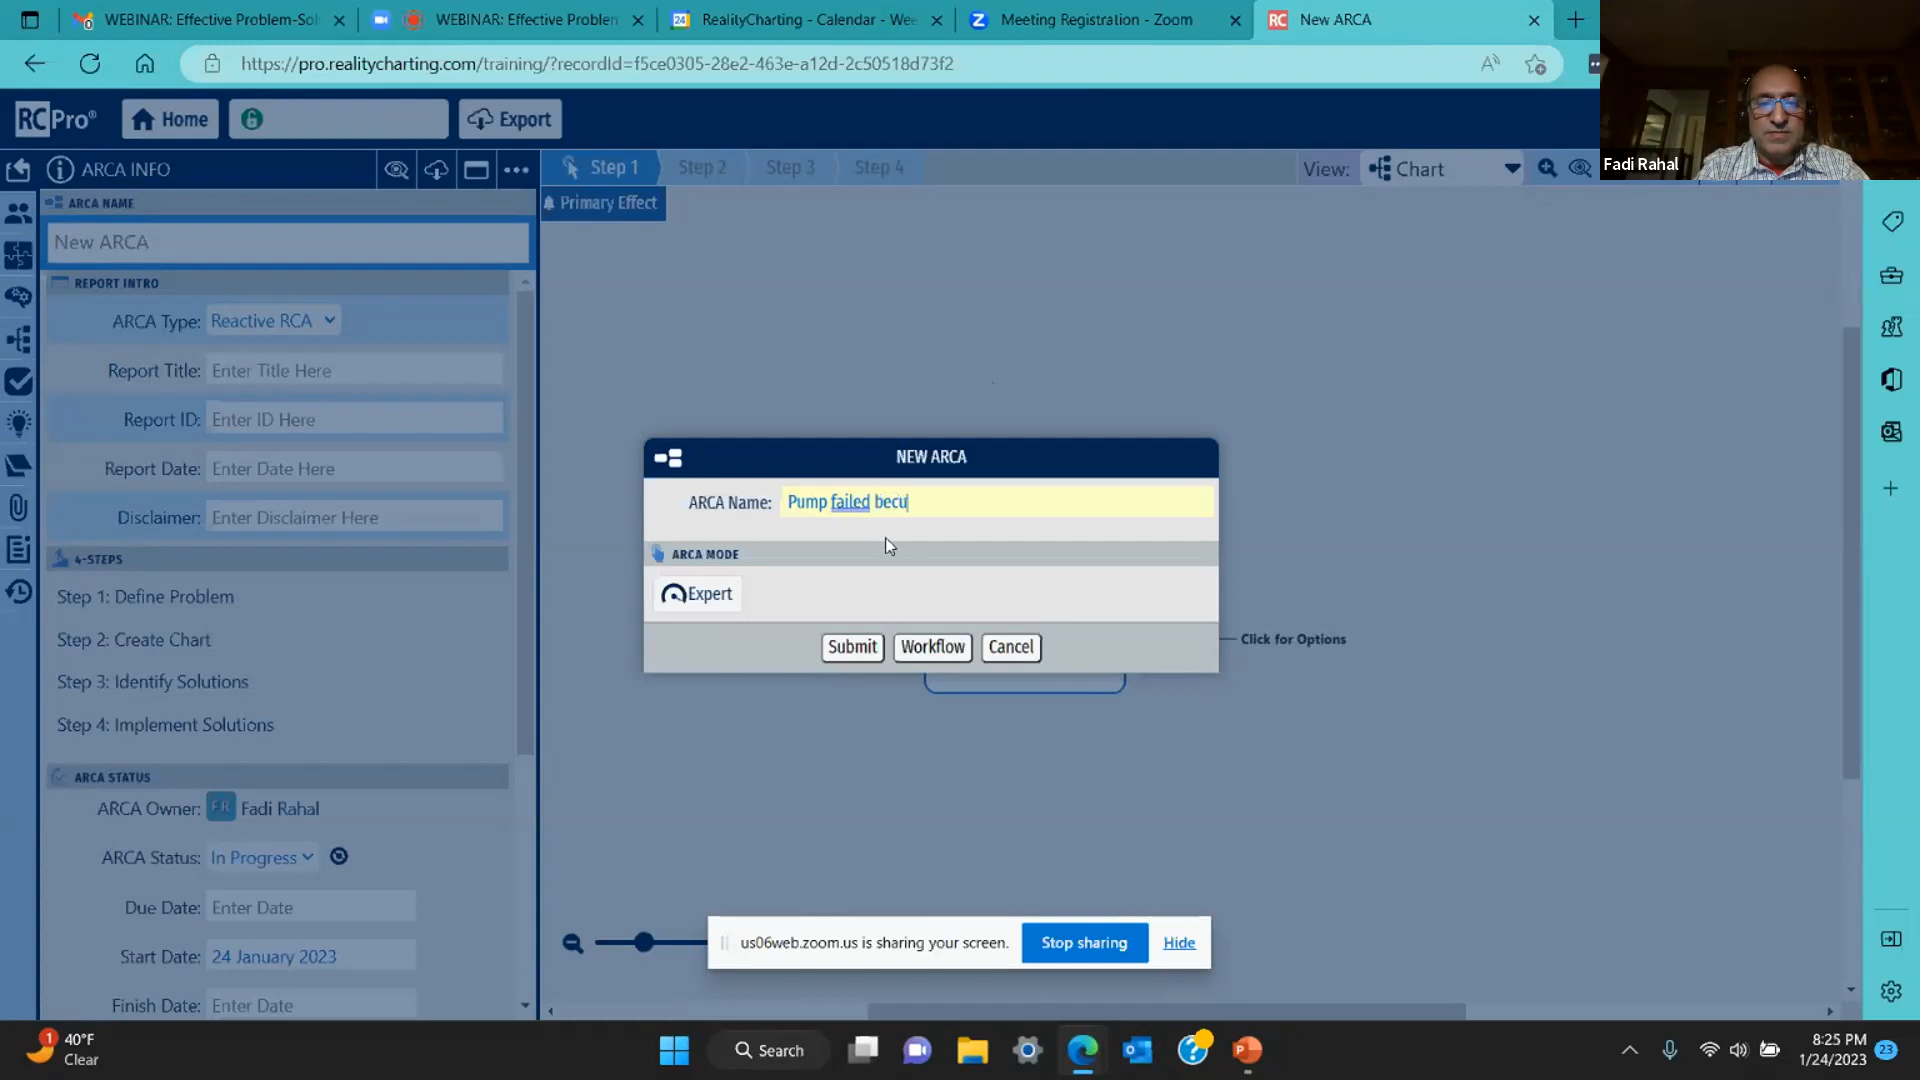 WEBINAR: Effective Problem-Sol
WEBINAR: Effective Problem
RealityCharting - Calendar - Wee
Meeting Registration - Zoom
New ARCA
https://pro.realitycharting.com/training/?recordId=f5ce0305-28e2-463e-a12d-2c50518d73f2
Fadi Rahal
RC Pro®
Home
Export
ARCA INFO
Step 1
Step 2
Step 3
Step 4
View:
Chart
ARCA NAME
Primary Effect
New ARCA
REPORT INTRO
ARCA Type: Reactive RCA
Report Title: Enter Title Here
Report ID: Enter ID Here
Report Date: Enter Date Here
Disclaimer: Enter Disclaimer Here
4-STEPS
Step 1: Define Problem
Step 2: Create Chart
Step 3: Identify Solutions
Step 4: Implement Solutions
ARCA STATUS
ARCA Owner: FR Fadi Rahal
ARCA Status: In Progress
Due Date: Enter Date
Start Date: 24 January 2023
Finish Date: Enter Date
NEW ARCA
ARCA Name: Pump failed becu
ARCA MODE
Expert
Submit
Workflow
Cancel
Click for Options
us06web.zoom.us is sharing your screen.
Stop sharing
Hide
1
40°F
Clear
Search
8:25 PM
1/24/2023
23